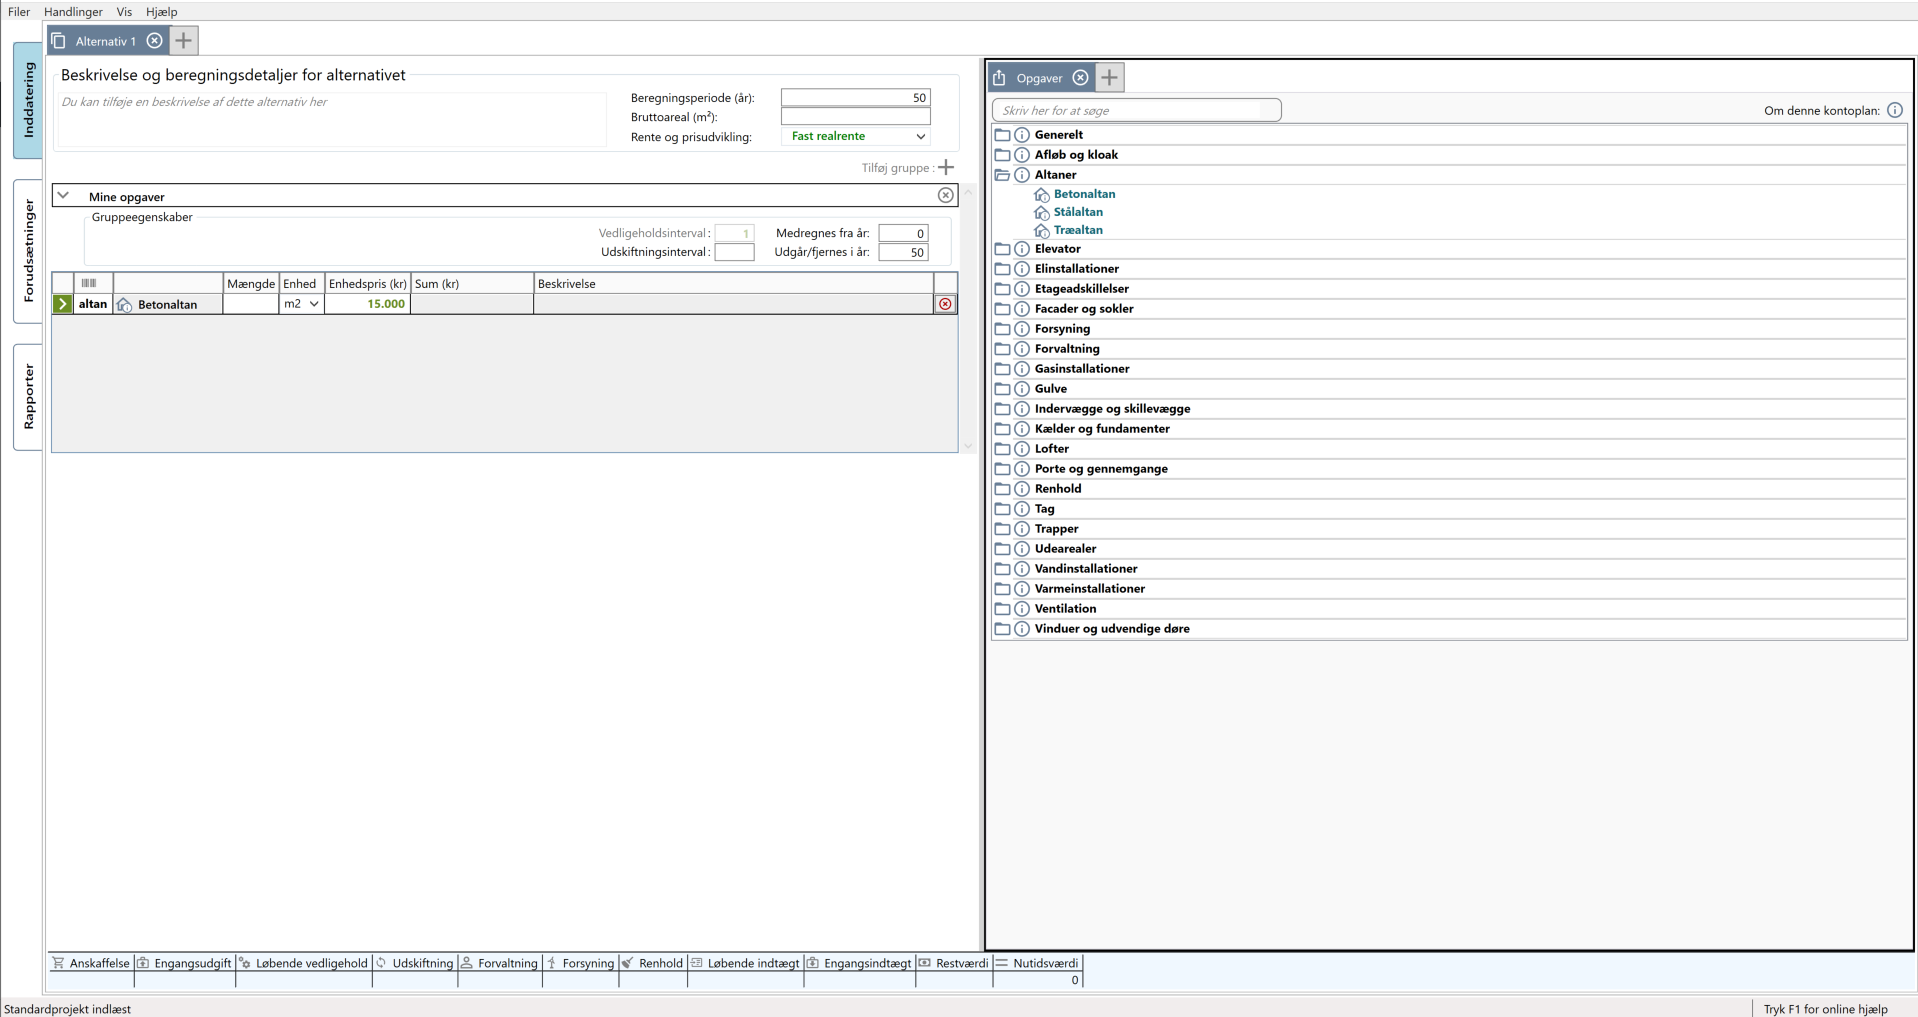 Filer Handlinger Vis Hjælp
Alternativ 1
Inddatering
Forudsætninger
Rapporter
Beskrivelse og beregningsdetaljer for alternativet
Du kan tilføje en beskrivelse af dette alternativ her
Beregningsperiode (år): 50
Bruttoareal (m²):
Rente og prisudvikling: Fast realrente
Tilføj gruppe :
Mine opgaver
Gruppeegenskaber
Vedligeholdsinterval : 1 Medregnes fra år: 0
Udskiftningsinterval : Udgår/fjernes i år: 50
Mængde Enhed Enhedspris (kr) Sum (kr) Beskrivelse
altan Betonaltan m2 15.000
Opgaver
Skriv her for at søge
Om denne kontoplan:
Generelt
Afløb og kloak
Altaner
Betonaltan
Stålaltan
Træaltan
Elevator
Elinstallationer
Etageadskillelser
Facader og sokler
Forsyning
Forvaltning
Gasinstallationer
Gulve
Indervægge og skillevægge
Kælder og fundamenter
Lofter
Porte og gennemgange
Renhold
Tag
Trapper
Udearealer
Vandinstallationer
Varmeinstallationer
Ventilation
Vinduer og udvendige døre
Anskaffelse Engangsudgift Løbende vedligehold Udskiftning Forvaltning Forsyning Renhold Løbende indtægt Engangsindtægt Restværdi Nutidsværdi
0
Standardprojekt indlæst
Tryk F1 for online hjælp